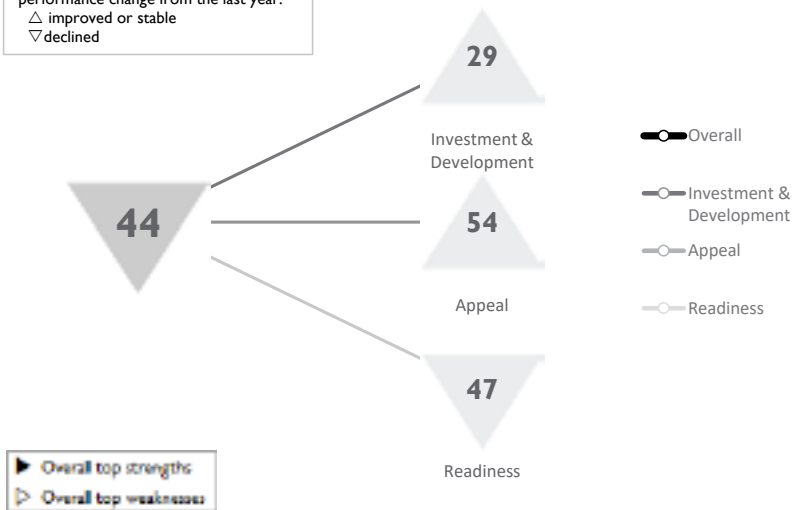 performance change from the last year:
△ improved or stable
▽ declined
29
Investment &
Development
44
54
Appeal
47
Readiness
Overall
Investment &
Development
Appeal
Readiness
▶ Overall top strengths
▷ Overall top weaknesses